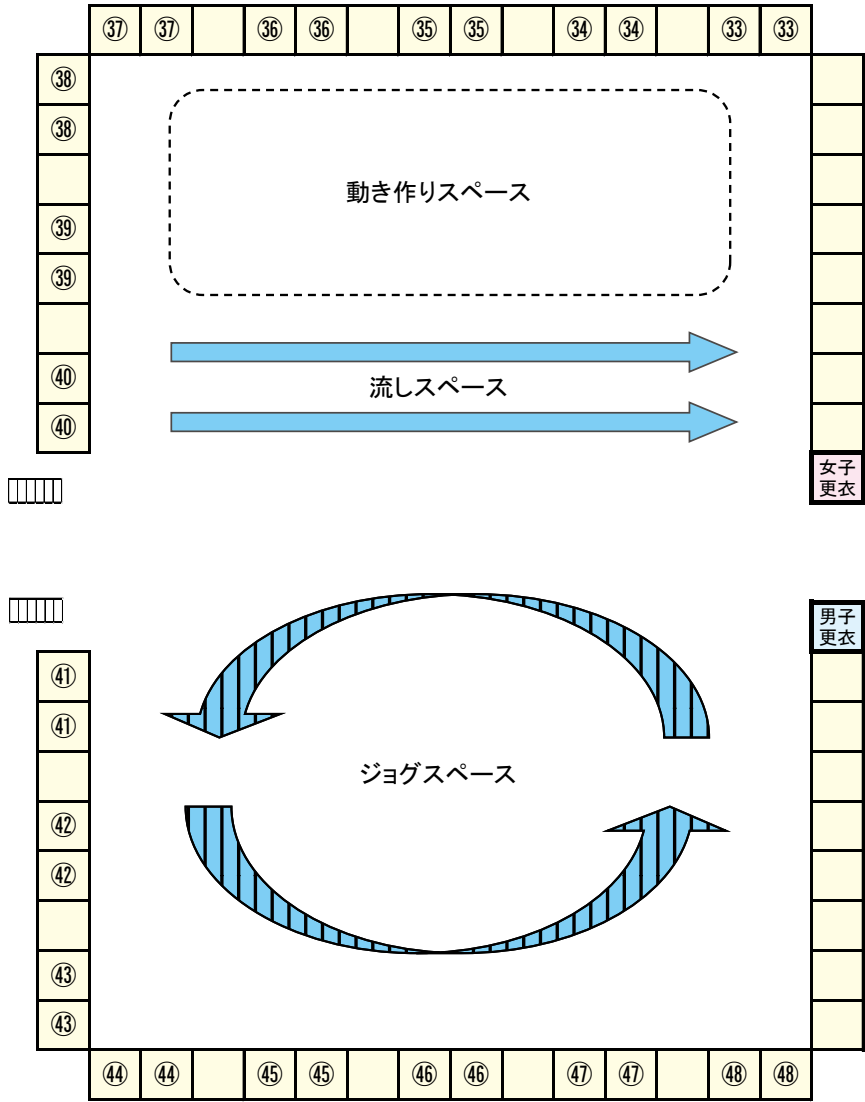 ㊲ ㊲ ㊱ ㊱ ㉟ ㉟ ㉞ ㉞ ㉝ ㉝
㊳
㊳
動き作りスペース
㊴
㊴
㊵
流しスペース
㊵
女子
更衣
男子
更衣
㊶
㊶
ジョグスペース
㊷
㊷
㊸
㊸
㊹ ㊹ ㊺ ㊺ ㊻ ㊻ ㊼ ㊼ ㊽ ㊽